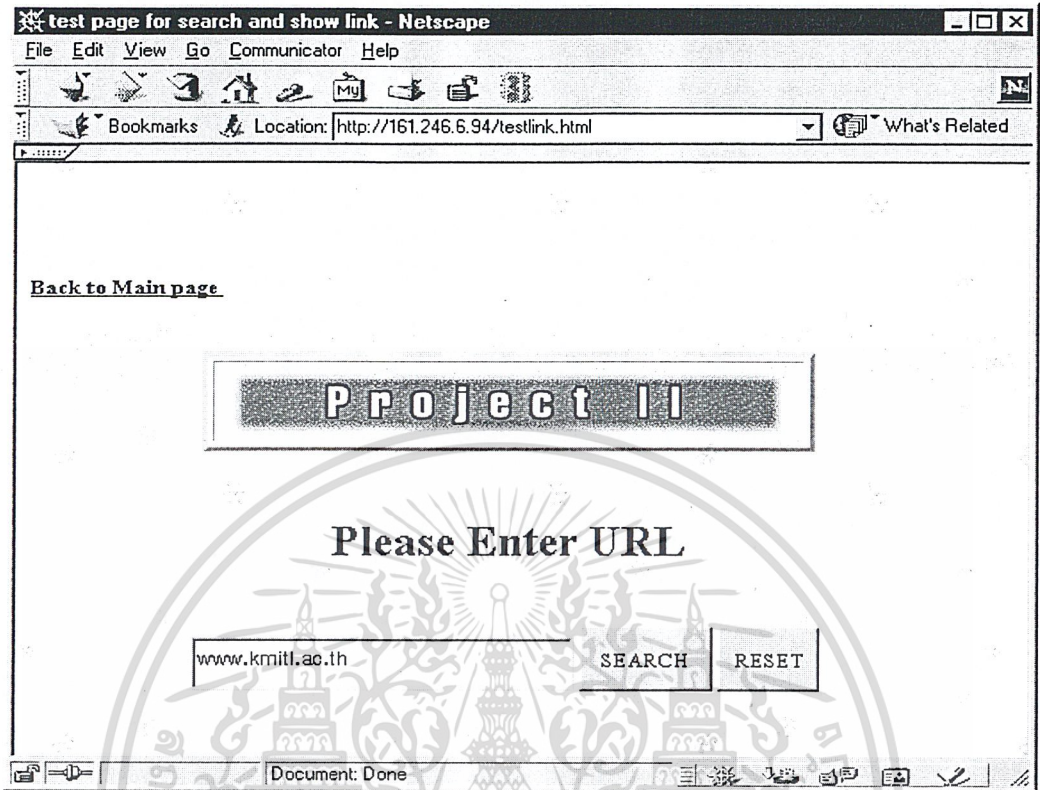 test page for search and show link - Netscape
File Edit View Go Communicator Help
My N
Bookmarks Location: http://161.246.6.94/testlink.html What's Related
Back to Main page
Project II
Please Enter URL
www.kmitl.ac.th SEARCH RESET
Document: Done